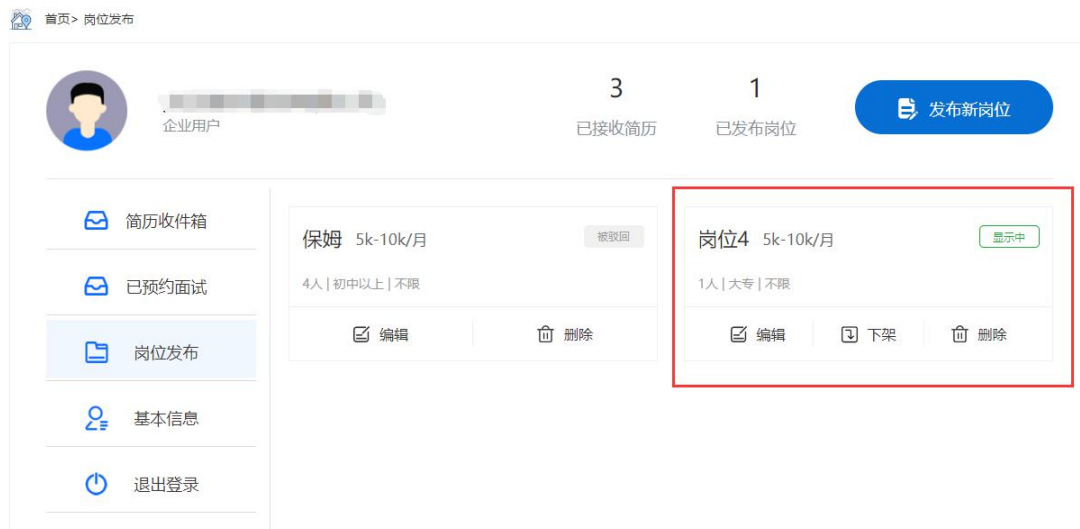 首页> 岗位发布
3
1
发布新岗位
企业用户
已接收简历
已发布岗位
简历收件箱
已预约面试
岗位发布
基本信息
退出登录
保姆 5k-10k/月
被驳回
4人 | 初中以上 | 不限
编辑
删除
岗位4 5k-10k/月
显示中
1人 | 大专 | 不限
编辑
下架
删除